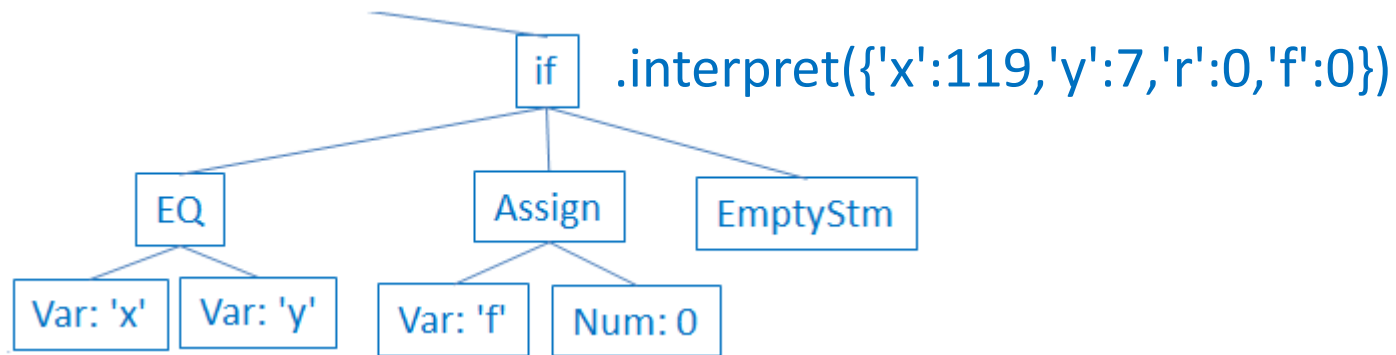 if .interpret({'x':119,'y':7,'r':0,'f':0})
EQ Assign EmptyStm
Var: 'x' Var: 'y' Var: 'f' Num: 0